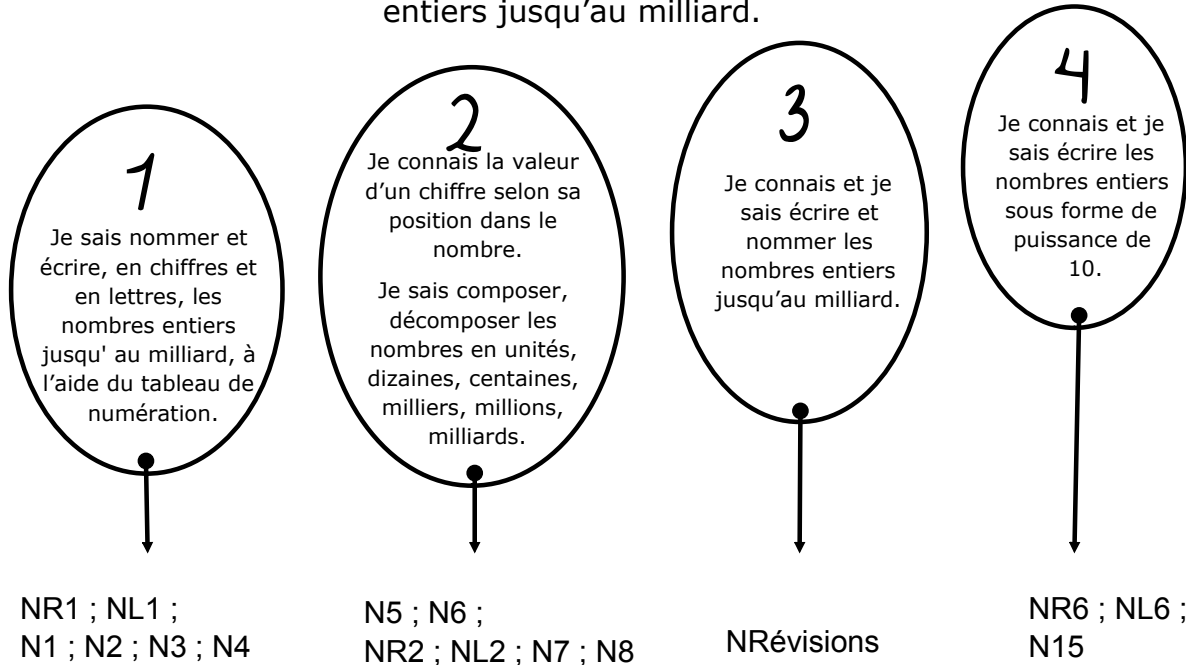 entiers jusqu'au milliard.
1
Je sais nommer et
écrire, en chiffres et
en lettres, les
nombres entiers
jusqu' au milliard, à
l'aide du tableau de
numération.
NR1 ; NL1 ;
N1 ; N2 ; N3 ; N4
2
Je connais la valeur
d'un chiffre selon sa
position dans le
nombre.
Je sais composer,
décomposer les
nombres en unités,
dizaines, centaines,
milliers, millions,
milliards.
N5 ; N6 ;
NR2 ; NL2 ; N7 ; N8
3
Je connais et je
sais écrire et
nommer les
nombres entiers
jusqu'au milliard.
NRévisions
4
Je connais et je
sais écrire les
nombres entiers
sous forme de
puissance de
10.
NR6 ; NL6 ;
N15